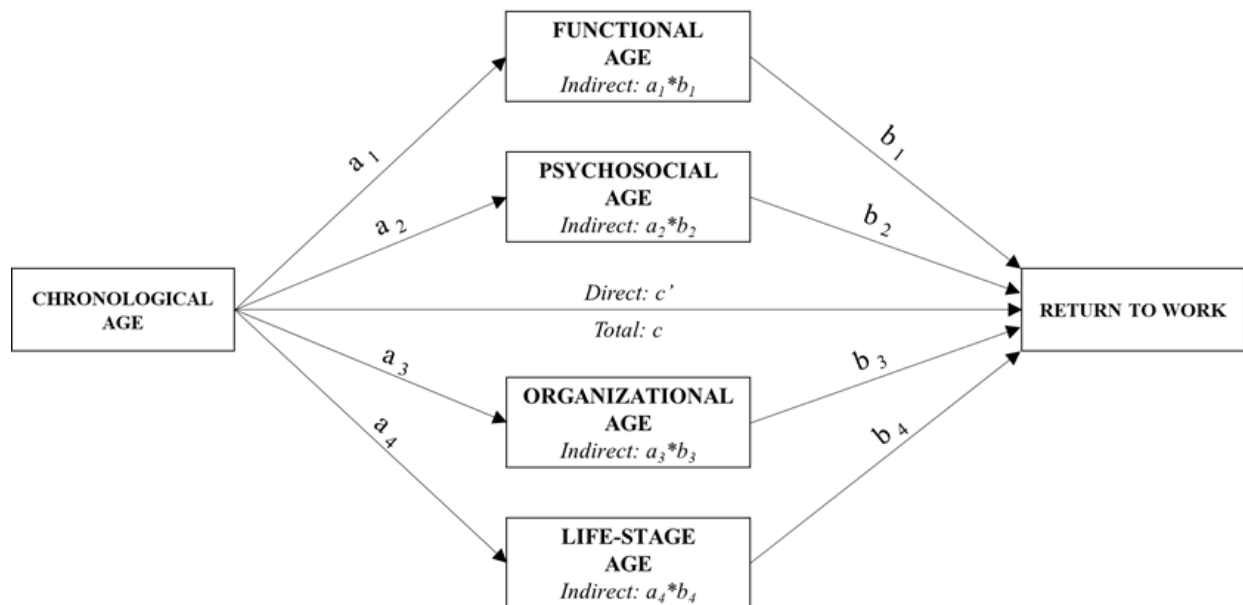 FUNCTIONAL
AGE
Indirect: a₁*b₁
a₁
b₁
PSYCHOSOCIAL
AGE
Indirect: a₂*b₂
a₂
b₂
CHRONOLOGICAL
AGE
Direct: c’
Total: c
RETURN TO WORK
a₃
b₃
ORGANIZATIONAL
AGE
Indirect: a₃*b₃
a₄
b₄
LIFE-STAGE
AGE
Indirect: a₄*b₄